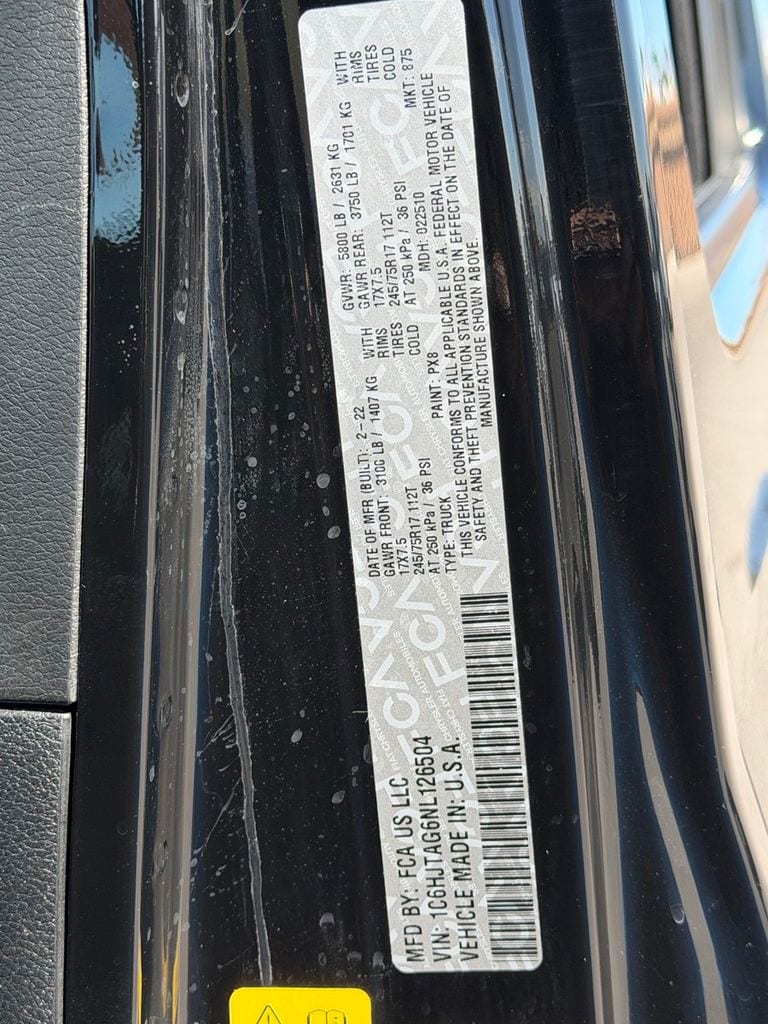 MFD BY: FCA US LLC
DATE OF MFR (BUILT): 2-22
GVWR: 5800 LB / 2631 KG
GAWR FRONT: 3100 LB / 1407 KG WITH
GAWR REAR: 3750 LB / 1701 KG WITH
17X7.5 RIMS
17X7.5 RIMS
245/75R17 112T TIRES
245/75R17 112T TIRES
AT 250 kPa / 36 PSI COLD
AT 250 kPa / 36 PSI COLD
VIN: 1C6HJTAG6NL126504
TYPE: TRUCK
PAINT: PX8
MDH: 022510
MKT: 875
VEHICLE MADE IN: U.S.A.
THIS VEHICLE CONFORMS TO ALL APPLICABLE U.S.A. FEDERAL MOTOR VEHICLE
SAFETY AND THEFT PREVENTION STANDARDS IN EFFECT ON THE DATE OF
MANUFACTURE SHOWN ABOVE.